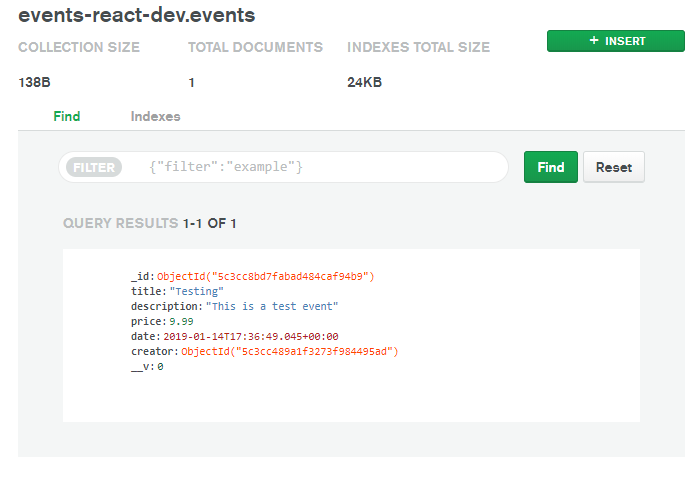 events-react-dev.events
COLLECTION SIZE TOTAL DOCUMENTS INDEXES TOTAL SIZE
+ INSERT
138B 1 24KB
Find Indexes
FILTER {"filter":"example"} Find Reset
QUERY RESULTS 1-1 OF 1
_id: ObjectId("5c3cc8bd7fabad484caf94b9")
title: "Testing"
description: "This is a test event"
price: 9.99
date: 2019-01-14T17:36:49.045+00:00
creator: ObjectId("5c3cc489a1f3273f984495ad")
__v: 0